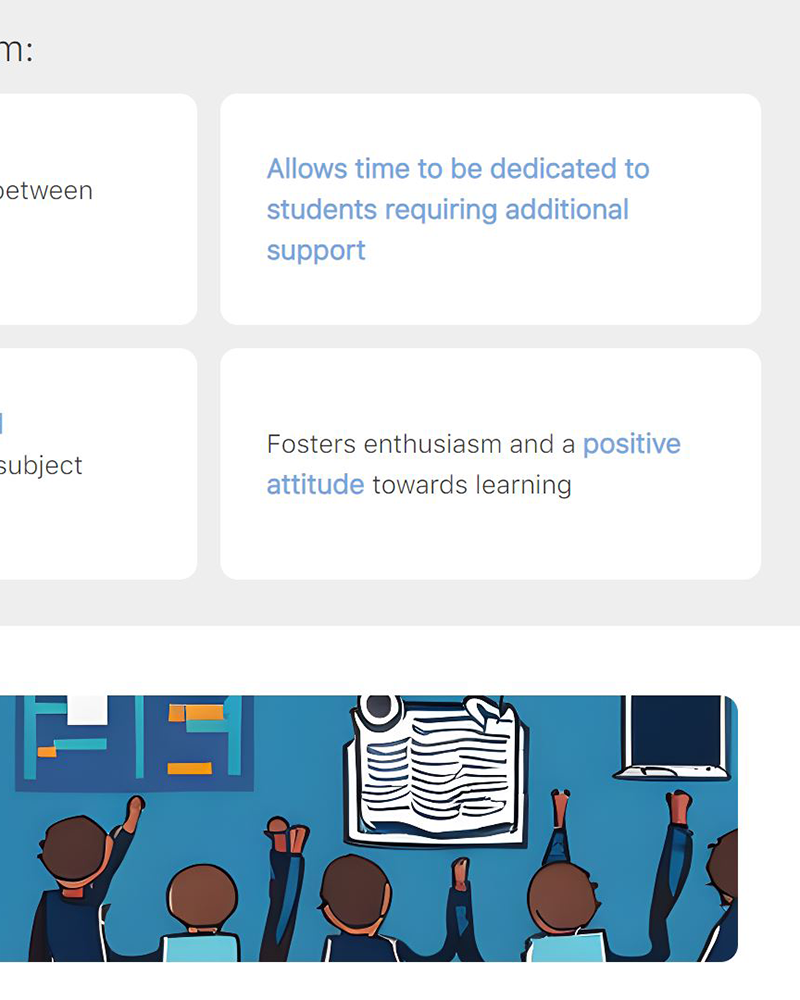 m:
between
Allows time to be dedicated to
students requiring additional
support
subject
Fosters enthusiasm and a positive
attitude towards learning